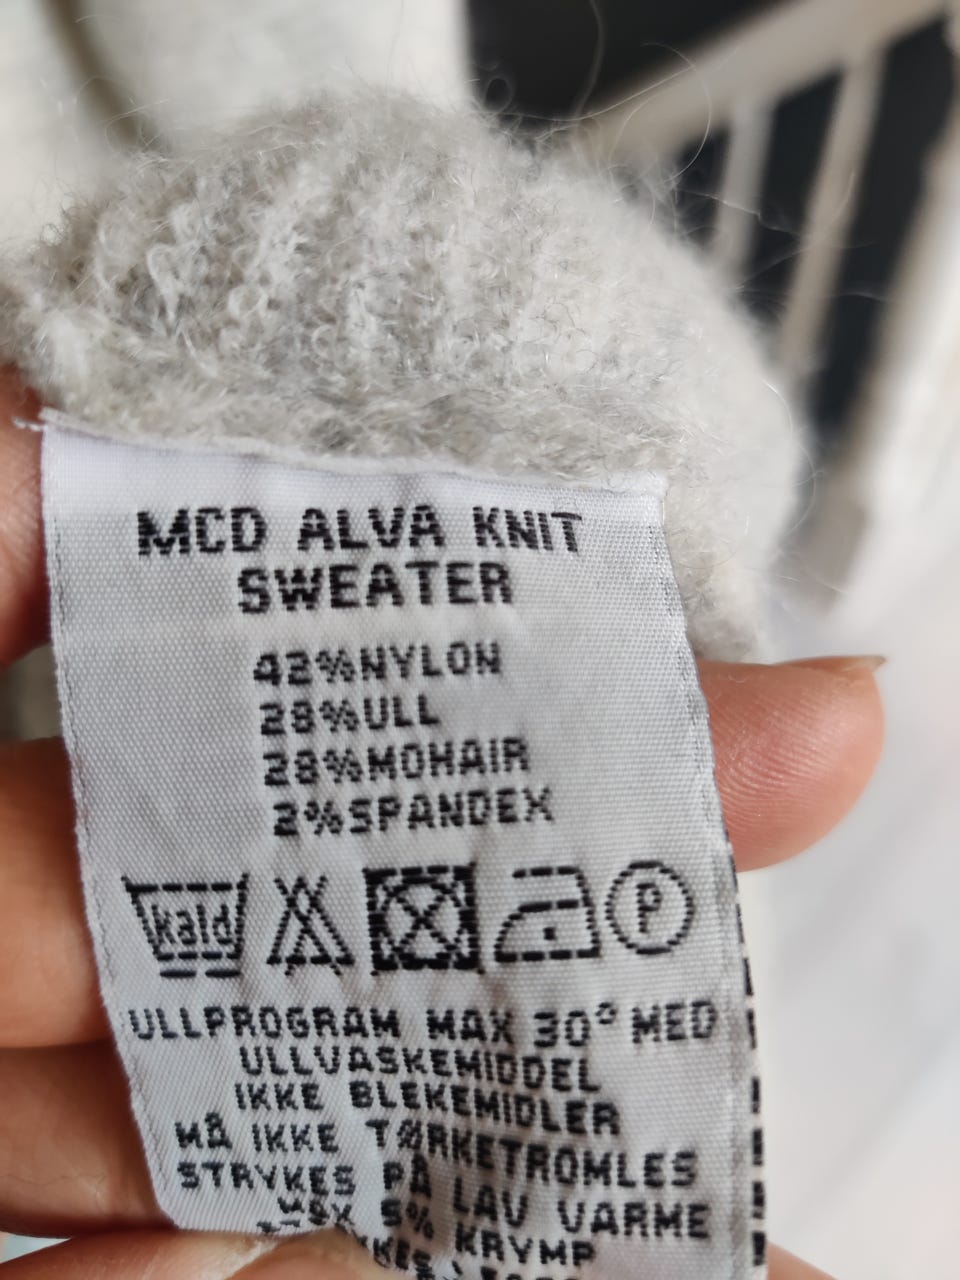 MCD ALVA KNIT
SWEATER
42%NYLON
28%ULL
28%MOHAIR
2%SPANDEX
kald
P
ULLPROGRAM MAX 30° MED
ULLVASKEMIDDEL
IKKE BLEKEMIDLER
MÅ IKKE TØRKETROMLES
STRYKES PÅ LAV VARME
5% KRYMP